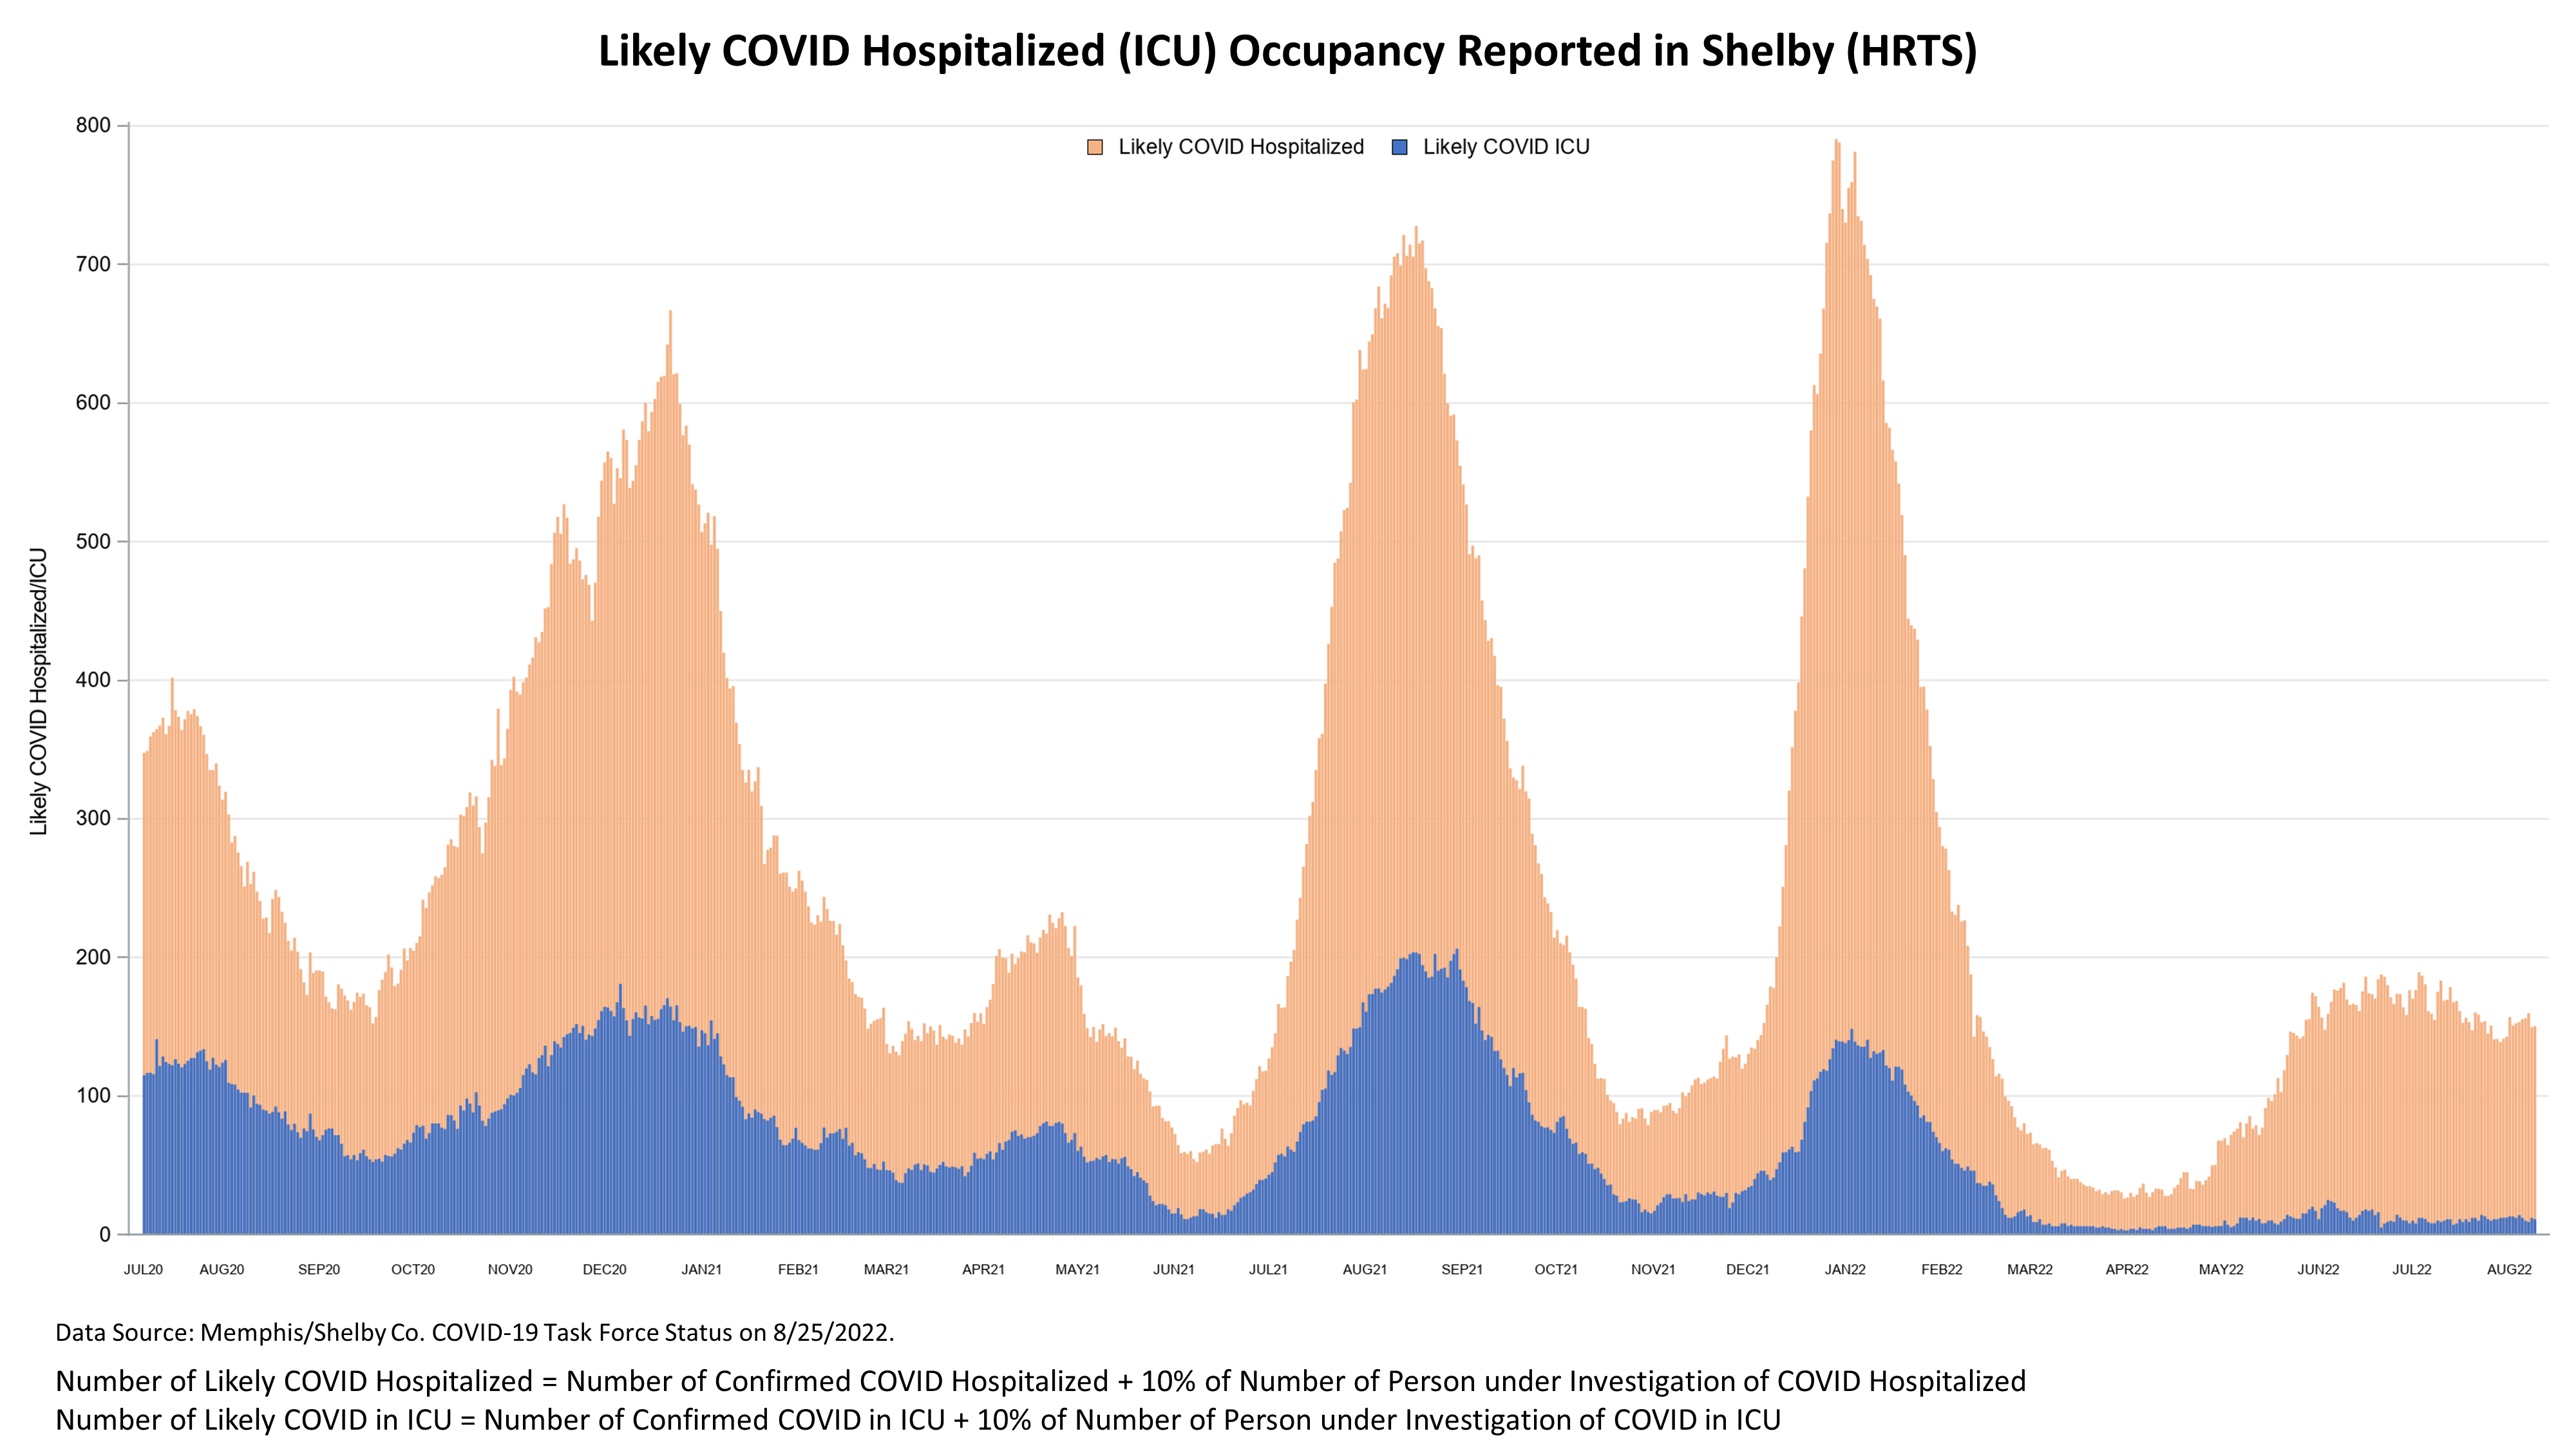 Likely COVID Hospitalized (ICU) Occupancy Reported in Shelby (HRTS)
Likely COVID Hospitalized Likely COVID ICU
Likely COVID Hospitalized/ICU
800
700
600
500
400
300
200
100
0
JUL20 AUG20 SEP20 OCT20 NOV20 DEC20 JAN21 FEB21 MAR21 APR21 MAY21 JUN21 JUL21 AUG21 SEP21 OCT21 NOV21 DEC21 JAN22 FEB22 MAR22 APR22 MAY22 JUN22 JUL22 AUG22
Data Source: Memphis/Shelby Co. COVID-19 Task Force Status on 8/25/2022.
Number of Likely COVID Hospitalized = Number of Confirmed COVID Hospitalized + 10% of Number of Person under Investigation of COVID Hospitalized
Number of Likely COVID in ICU = Number of Confirmed COVID in ICU + 10% of Number of Person under Investigation of COVID in ICU